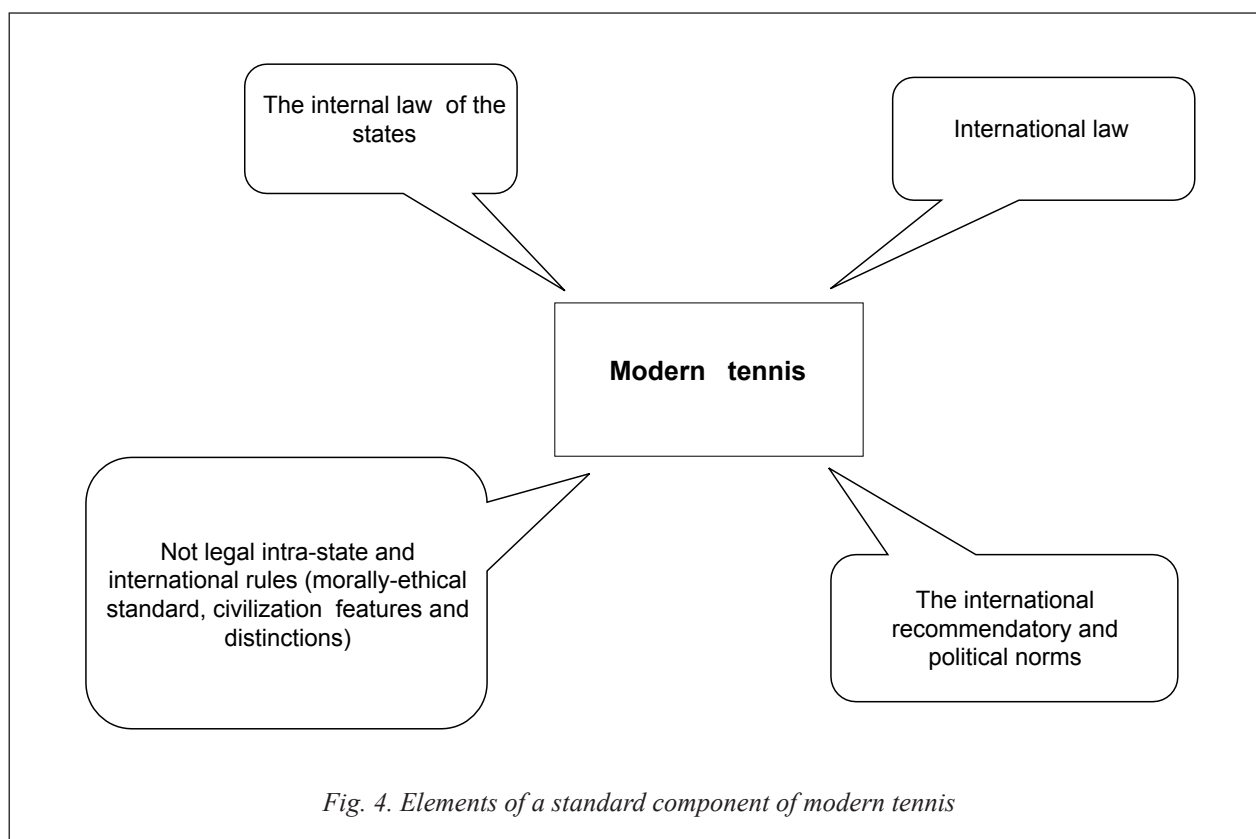 The internal law of the
states
International law
Modern tennis
Not legal intra-state and
international rules (morally-ethical
standard, civilization features and
distinctions)
The international
recommendatory and
political norms
Fig. 4. Elements of a standard component of modern tennis